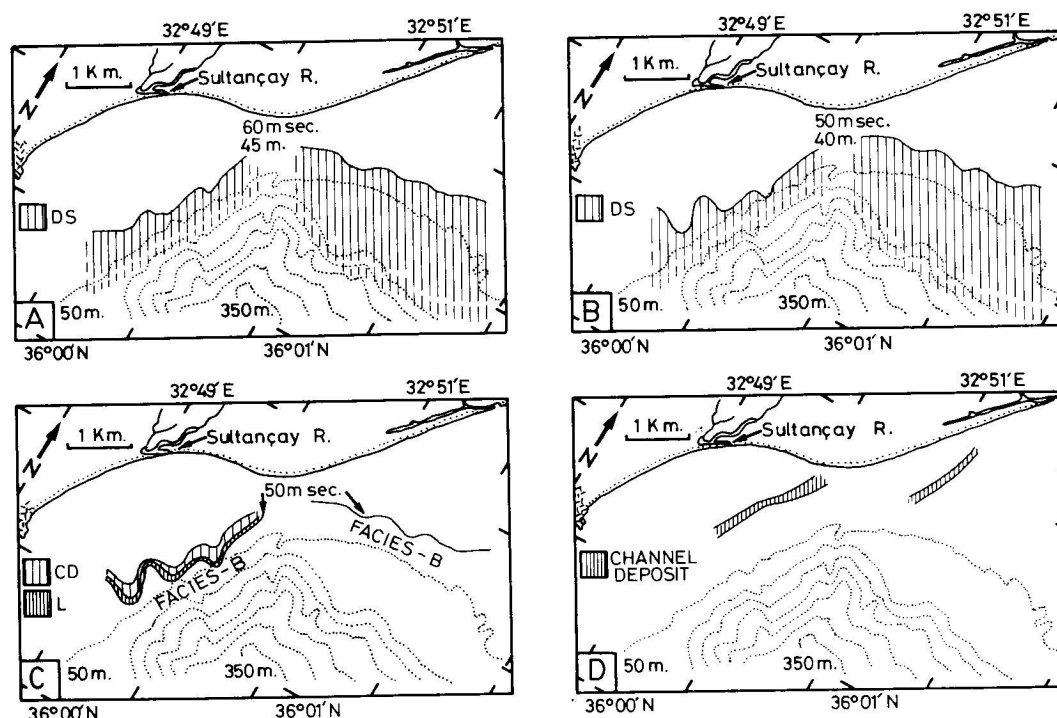 32°49'E 32°51'E
1 Km.
Sultançay R.
N
60 m sec.
45 m.
DS
A
50 m.
350 m.
36°00'N 36°01'N
32°49'E 32°51'E
1 Km.
Sultançay R.
N
50 m sec.
40 m.
DS
B
50 m.
350 m.
36°00'N 36°01'N
32°49'E 32°51'E
1 Km.
Sultançay R.
N
50 m sec.
FACIES-B
FACIES-B
CD
L
C
50 m.
350 m.
36°00'N 36°01'N
32°49'E 32°51'E
1 Km.
Sultançay R.
N
CHANNEL
DEPOSIT
D
50 m.
350 m.
36°00'N 36°01'N